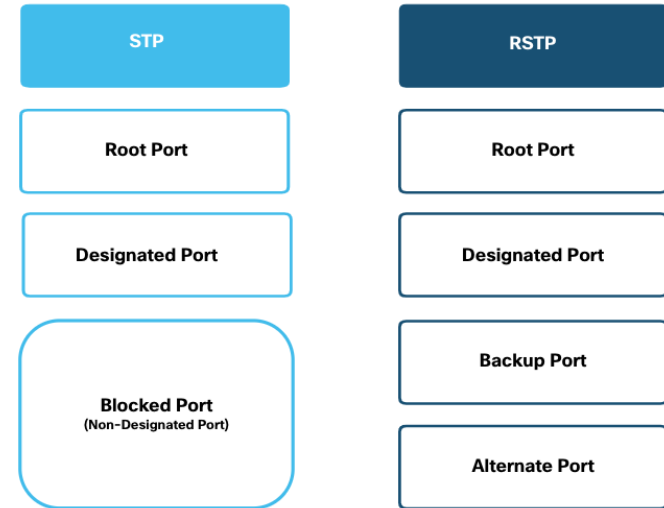 STP
RSTP
Root Port
Root Port
Designated Port
Designated Port
Blocked Port
(Non-Designated Port)
Backup Port
Alternate Port